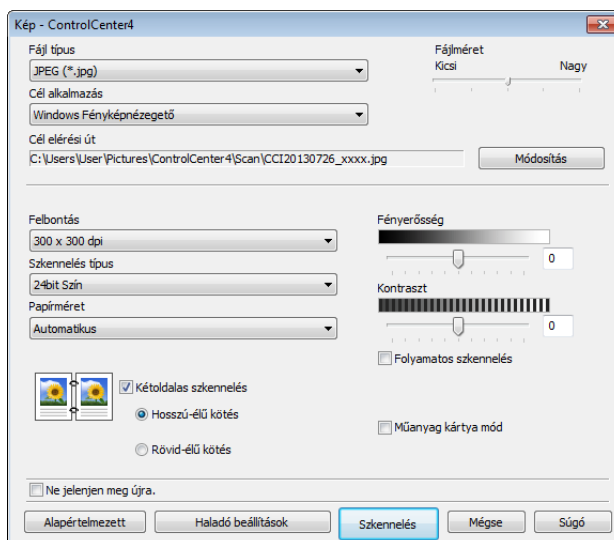 Kép - ControlCenter4
Fájl típus
JPEG (*.jpg)
Fájlméret
Kicsi Nagy
Cél alkalmazás
Windows Fényképnézegető
Cél elérési út
C:\Users\User\Pictures\ControlCenter4\Scan\CCI20130726_xxxx.jpg
Módosítás
Felbontás
300 x 300 dpi
Szkennelés típus
24bit Szín
Papírméret
Automatikus
Fényerősség
0
Kontraszt
0
Folyamatos szkennelés
Kétoldalas szkennelés
Hosszú-élű kötés
Rövid-élű kötés
Műanyag kártya mód
Ne jelenjen meg újra.
Alapértelmezett Haladó beállítások Szkennelés Mégse Súgó